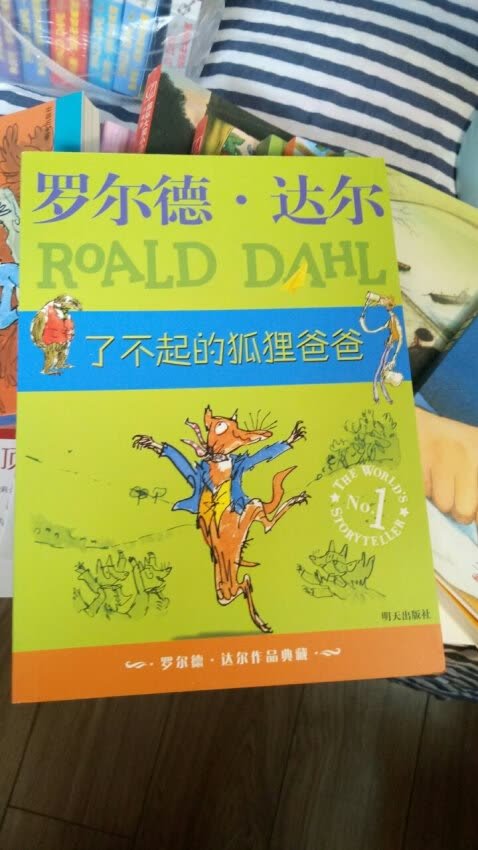 罗尔德·达尔
ROALD DAHL
了不起的狐狸爸爸
THE WORLD'S
No.1
STORYTELLER
明天出版社
·罗尔德·达尔作品典藏·